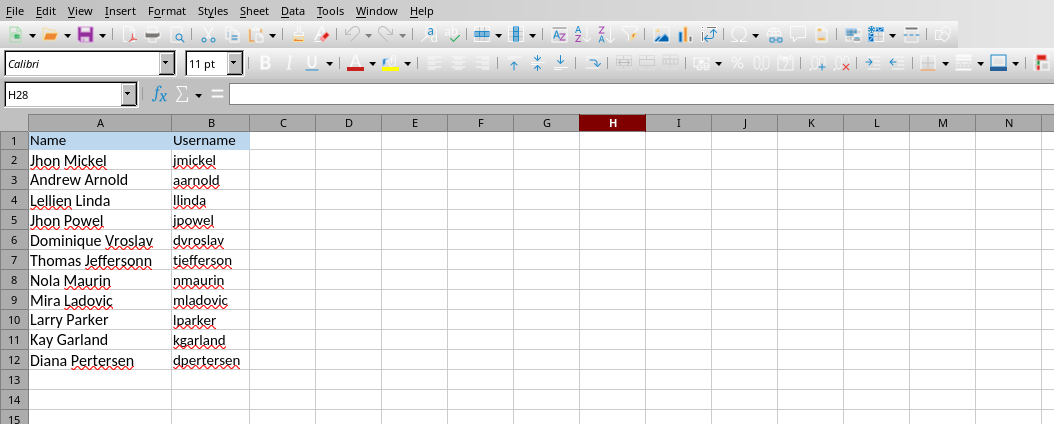 File Edit View Insert Format Styles Sheet Data Tools Window Help
Calibri 11 pt
H28
A B C D E F G H I J K L M N
1 Name Username
2 Jhon Mickel jmickel
3 Andrew Arnold aarnold
4 Lellien Linda llinda
5 Jhon Powel jpowel
6 Dominique Vroslav dvroslav
7 Thomas Jeffersonn tjefferson
8 Nola Maurin nmaurin
9 Mira Ladovic mladovic
10 Larry Parker lparker
11 Kay Garland kgarland
12 Diana Pertersen dpertersen
13
14
15